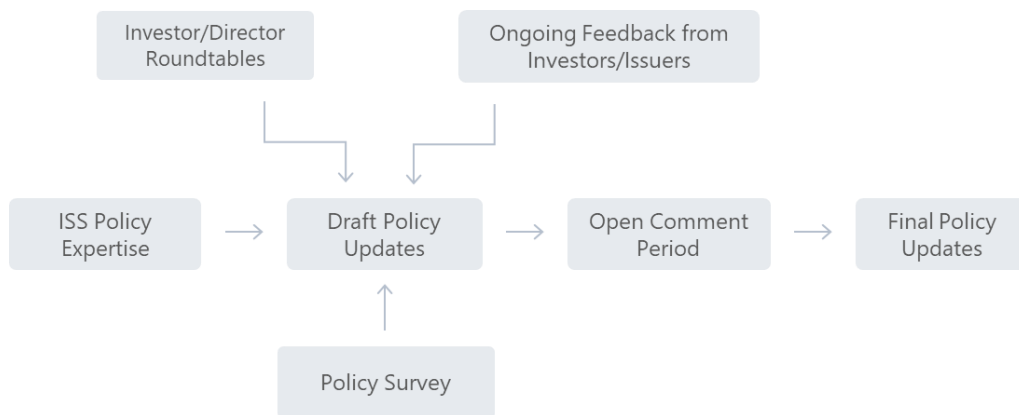 Investor/Director
Roundtables
Ongoing Feedback from
Investors/Issuers
ISS Policy
Expertise
Draft Policy
Updates
Open Comment
Period
Final Policy
Updates
Policy Survey